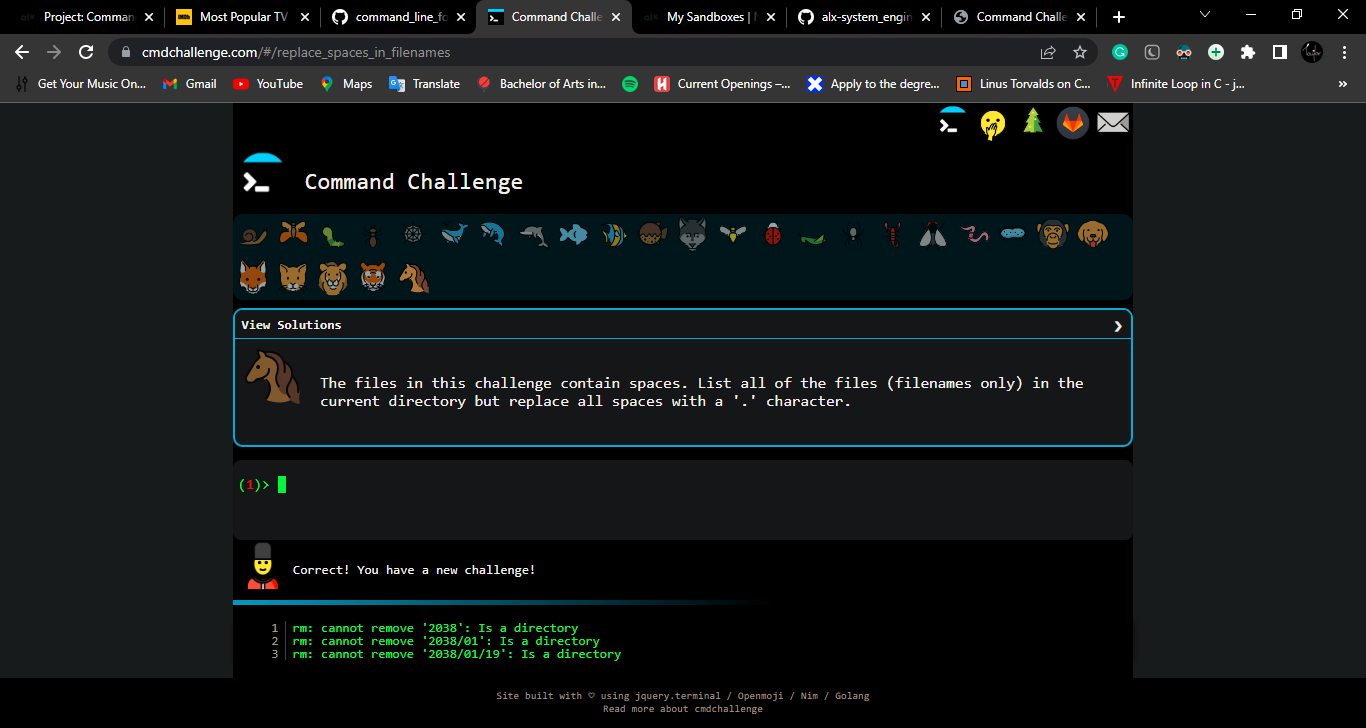 Project: Comman
Most Popular TV
command_line_fo
Command Challe
My Sandboxes |
alx-system_engin
Command Challe
cmdchallenge.com/#/replace_spaces_in_filenames
Get Your Music On...
Gmail
YouTube
Maps
Translate
Bachelor of Arts in...
Current Openings –...
Apply to the degre...
Linus Torvalds on C...
Infinite Loop in C - j...
»
>_
>_ Command Challenge
View Solutions ❯
The files in this challenge contain spaces. List all of the files (filenames only) in the
current directory but replace all spaces with a '.' character.
(1)>
Correct! You have a new challenge!
1 rm: cannot remove '2038': Is a directory
2 rm: cannot remove '2038/01': Is a directory
3 rm: cannot remove '2038/01/19': Is a directory
Site built with ♡ using jquery.terminal / Openmoji / Nim / Golang
Read more about cmdchallenge